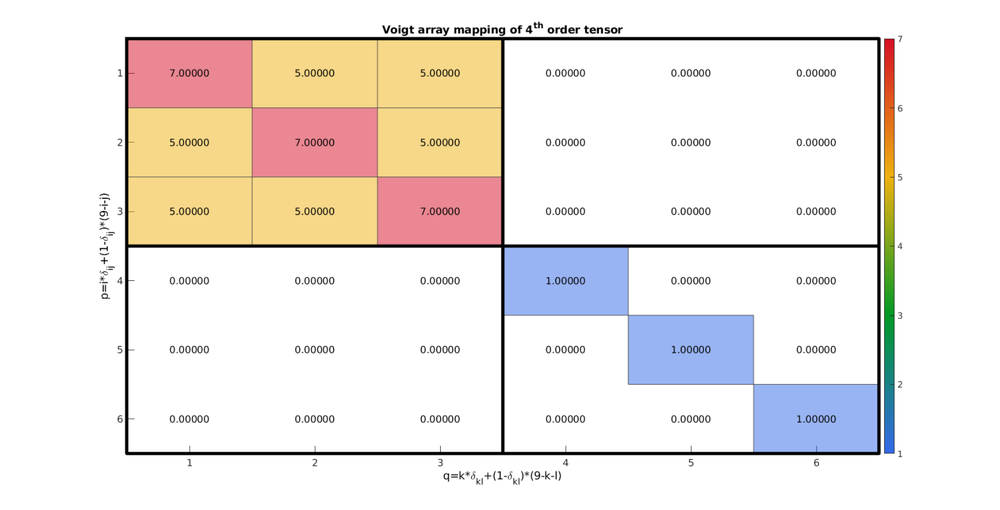 Voigt array mapping of 4th order tensor
1 7.00000 5.00000 5.00000 0.00000 0.00000 0.00000
2 5.00000 7.00000 5.00000 0.00000 0.00000 0.00000
3 5.00000 5.00000 7.00000 0.00000 0.00000 0.00000
4 0.00000 0.00000 0.00000 1.00000 0.00000 0.00000
5 0.00000 0.00000 0.00000 0.00000 1.00000 0.00000
6 0.00000 0.00000 0.00000 0.00000 0.00000 1.00000
1 2 3 4 5 6
p=i*δij+(1-δij)*(9-i-j)
q=k*δkl+(1-δkl)*(9-k-l)
7
6
5
4
3
2
1